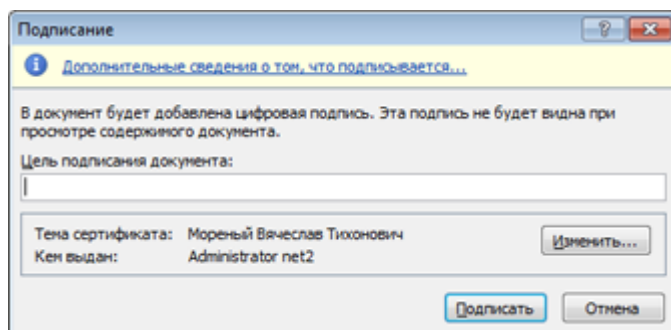 Подписание
Дополнительные сведения о том, что подписывается...
В документ будет добавлена цифровая подпись. Эта подпись не будет видна при
просмотре содержимого документа.
Цель подписания документа:
Тема сертификата: Мореный Вячеслав Тихонович
Изменить...
Кем выдан: Administrator net2
Подписать Отмена